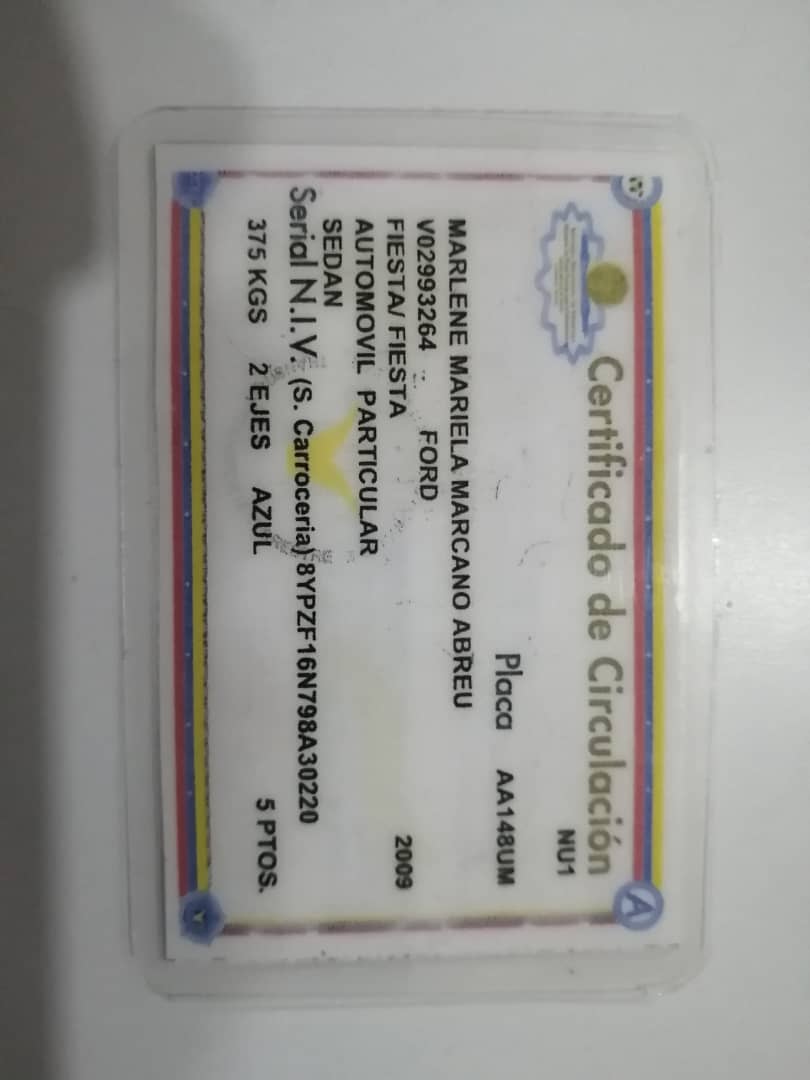 Certificado de Circulación
NU1
Placa AA148UM
MARLENE MARIELA MARCANO ABREU
V02993264 FORD
FIESTA/ FIESTA 2009
AUTOMOVIL PARTICULAR
SEDAN
Serial N.I.V. (S. Carroceria) 8YPZF16N798A30220
375 KGS 2 EJES AZUL 5 PTOS.
A